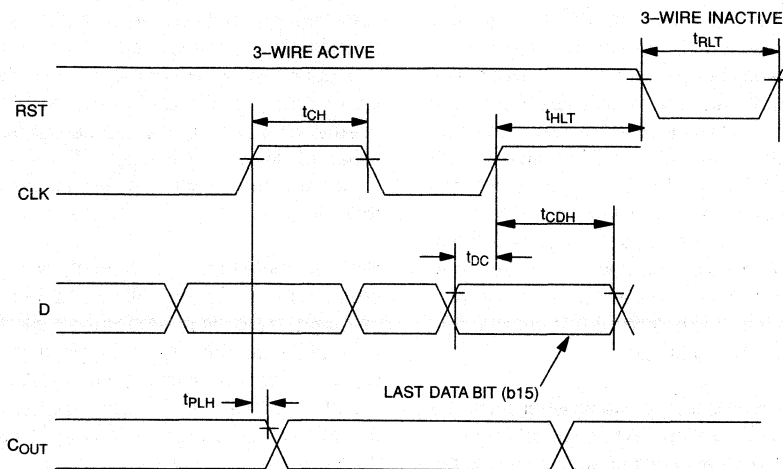 3–WIRE INACTIVE
3–WIRE ACTIVE
tRLT
RST
tCH
tHLT
CLK
tCDH
tDC
D
LAST DATA BIT (b15)
tPLH
COUT